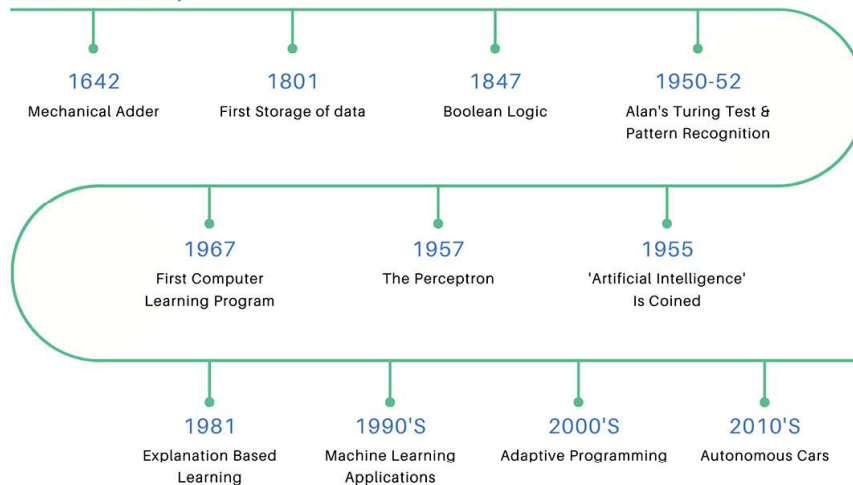 1642
Mechanical Adder
1801
First Storage of data
1847
Boolean Logic
1950-52
Alan's Turing Test &
Pattern Recognition
1955
'Artificial Intelligence'
Is Coined
1957
The Perceptron
1967
First Computer
Learning Program
1981
Explanation Based
Learning
1990'S
Machine Learning
Applications
2000'S
Adaptive Programming
2010'S
Autonomous Cars